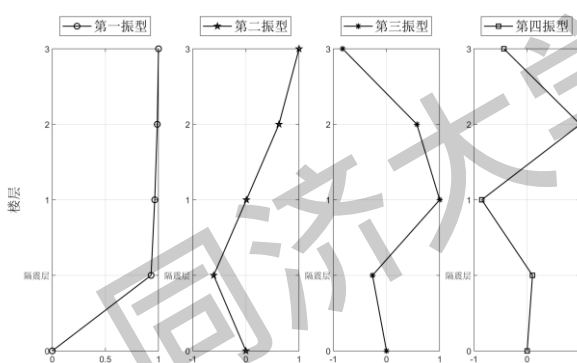 第一振型 第二振型 第三振型 第四振型
3 3 3 3
2 2 2 2
楼层
1 1 1 1
隔震层 隔震层 隔震层 隔震层
0 0 0 0
0 0.5 1 -1 0 1 -1 0 1 -1 0
同济大学